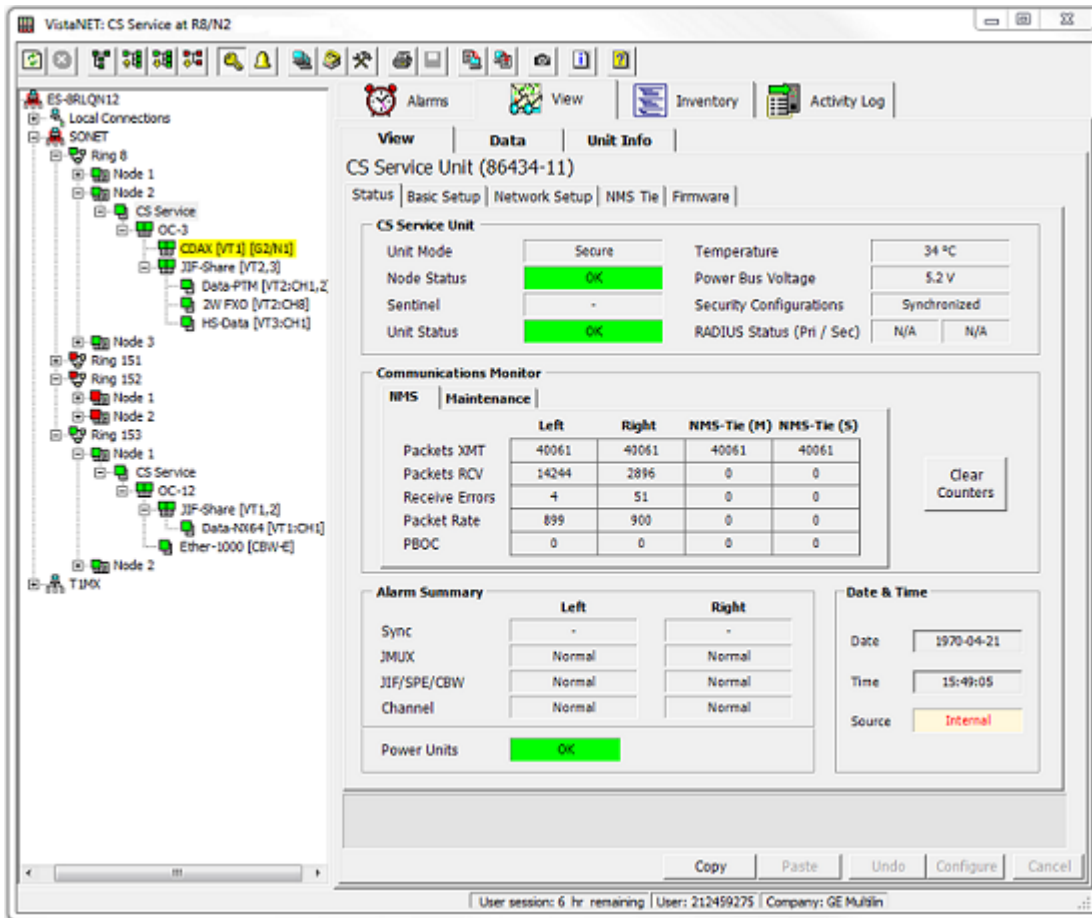 VistaNET: CS Service at R8/N2
ES-8RLQN12
Local Connections
SONET
Ring 8
Node 1
Node 2
CS Service
OC-3
CDAX [VT1] [G2/N1]
JIF-Share [VT2,3]
Data-PTM [VT2:CH1,2
2W FXO [VT2:CH8]
HS-Data [VT3:CH1]
Node 3
Ring 151
Ring 152
Node 1
Node 2
Ring 153
Node 1
CS Service
OC-12
JIF-Share [VT1,2]
Data-NX64 [VT1:CH1]
Ether-1000 [CBW-E]
Node 2
T1MX
Alarms View Inventory Activity Log
View Data Unit Info
CS Service Unit (86434-11)
Status Basic Setup Network Setup NMS Tie Firmware
CS Service Unit
Unit Mode Secure Temperature 34 ºC
Node Status OK Power Bus Voltage 5.2 V
Sentinel - Security Configurations Synchronized
Unit Status OK RADIUS Status (Pri / Sec) N/A N/A
Communications Monitor
NMS Maintenance
Left Right NMS-Tie (M) NMS-Tie (S)
Packets XMT 40061 40061 40061 40061
Packets RCV 14244 2896 0 0
Receive Errors 4 51 0 0
Packet Rate 899 900 0 0
PBOC 0 0 0 0
Clear
Counters
Alarm Summary
Left Right
Sync - -
JMUX Normal Normal
JIF/SPE/CBW Normal Normal
Channel Normal Normal
Power Units OK
Date & Time
Date 1970-04-21
Time 15:49:05
Source Internal
Copy Paste Undo Configure Cancel
User session: 6 hr remaining User: 212459275 Company: GE Multilin